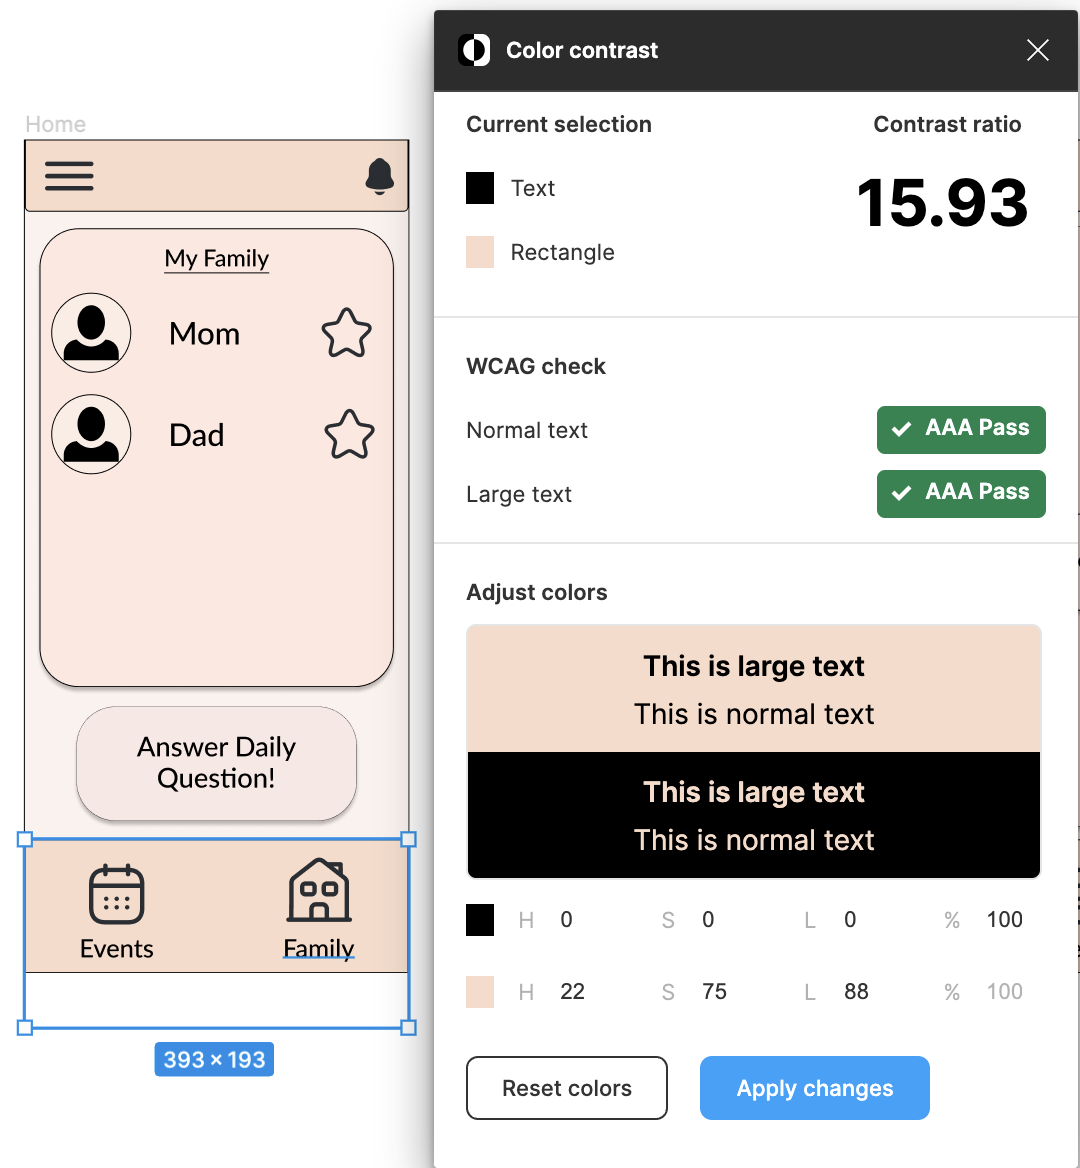 Home
My Family
Mom
Dad
Answer Daily
Question!
Events
Family
393 × 193
Color contrast
Current selection
Contrast ratio
Text
15.93
Rectangle
WCAG check
Normal text
AAA Pass
Large text
AAA Pass
Adjust colors
This is large text
This is normal text
This is large text
This is normal text
H 0 S 0 L 0 % 100
H 22 S 75 L 88 % 100
Reset colors
Apply changes